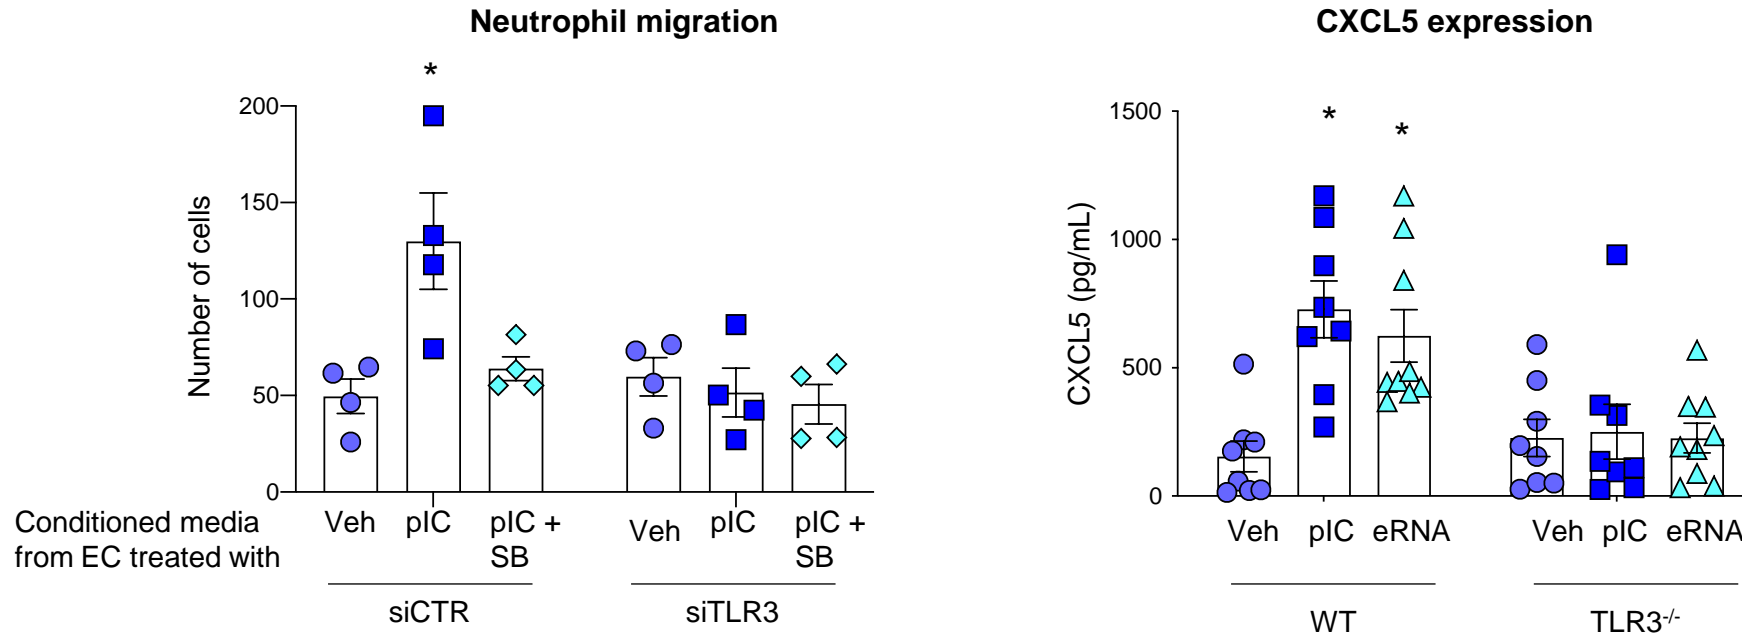 Neutrophil migration
*
200
150
100
50
0
Number of cells
Conditioned media
from EC treated with
Veh pIC pIC +
SB
Veh pIC pIC +
SB
siCTR siTLR3
CXCL5 expression
* *
1500
1000
500
0
CXCL5 (pg/mL)
Veh pIC eRNA Veh pIC eRNA
WT TLR3-/-